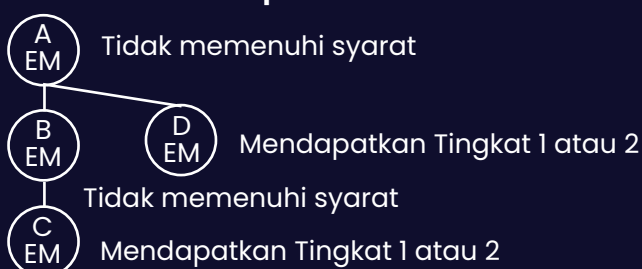 A
EM
Tidak memenuhi syarat
B
EM
D
EM
Mendapatkan Tingkat 1 atau 2
Tidak memenuhi syarat
C
EM
Mendapatkan Tingkat 1 atau 2